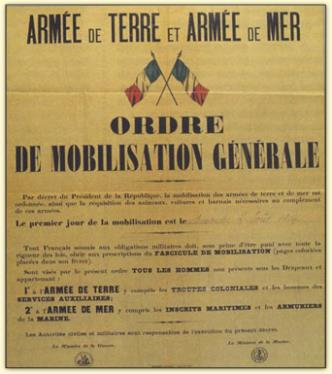 ARMÉE DE TERRE ET ARMÉE DE MER
ORDRE
DE MOBILISATION GÉNÉRALE
Par décret du Président de la République, la mobilisation des armées de terre et de mer est
ordonnée, ainsi que la réquisition des animaux, voitures et harnais nécessaires au complément
de ces armées.
Le premier jour de la mobilisation est le
Tout Français soumis aux obligations militaires doit, sous peine d'être puni avec toute la
rigueur des lois, obéir aux prescriptions du FASCICULE DE MOBILISATION (pages coloriées
placées dans son livret).
Sont visés par le présent ordre TOUS LES HOMMES non présents sous les Drapeaux et
appartenant :
1° à l'ARMÉE DE TERRE y compris les TROUPES COLONIALES et les hommes des
SERVICES AUXILIAIRES;
2° à l'ARMÉE DE MER y compris les INSCRITS MARITIMES et les ARMURIERS
de la MARINE.
Les Autorités civiles et militaires sont responsables de l'exécution du présent décret.
Le Ministre de la Guerre,
Le Ministre de la Marine,